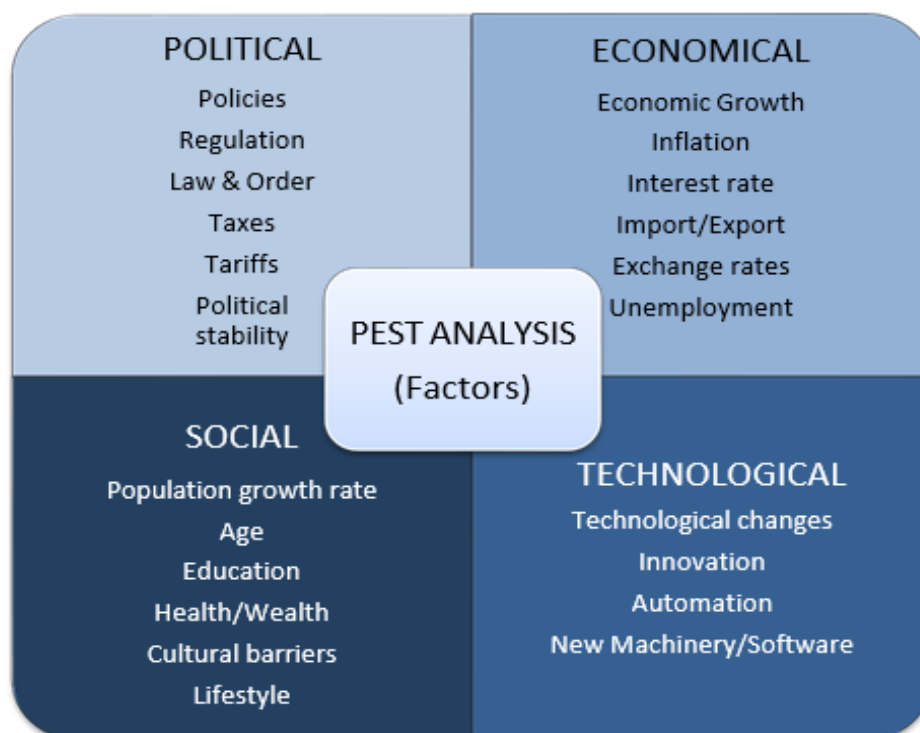 POLITICAL
Policies
Regulation
Law & Order
Taxes
Tariffs
Political
stability
ECONOMICAL
Economic Growth
Inflation
Interest rate
Import/Export
Exchange rates
Unemployment
PEST ANALYSIS
(Factors)
SOCIAL
Population growth rate
Age
Education
Health/Wealth
Cultural barriers
Lifestyle
TECHNOLOGICAL
Technological changes
Innovation
Automation
New Machinery/Software